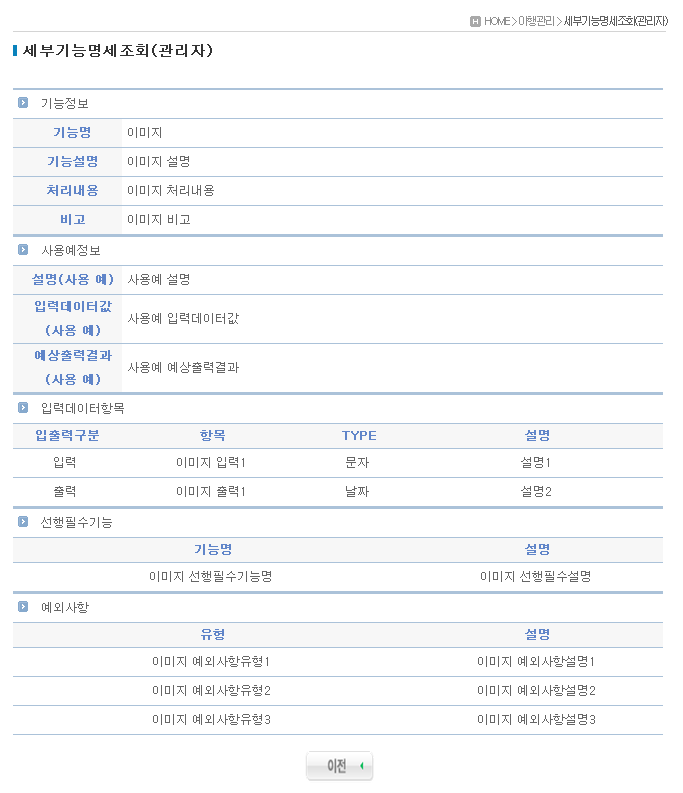 H HOME > 이행관리 > 세부기능명세조회(관리자)
세부기능명세조회(관리자)
기능정보
기능명 이미지
기능설명 이미지 설명
처리내용 이미지 처리내용
비고 이미지 비고
사용예정보
설명(사용 예) 사용예 설명
입력데이터값
(사용 예) 사용예 입력데이터값
예상출력결과
(사용 예) 사용예 예상출력결과
입력데이터항목
입출력구분 항목 TYPE 설명
입력 이미지 입력1 문자 설명1
출력 이미지 출력1 날짜 설명2
선행필수기능
기능명 설명
이미지 선행필수기능명 이미지 선행필수설명
예외사항
유형 설명
이미지 예외사항유형1 이미지 예외사항설명1
이미지 예외사항유형2 이미지 예외사항설명2
이미지 예외사항유형3 이미지 예외사항설명3
이전